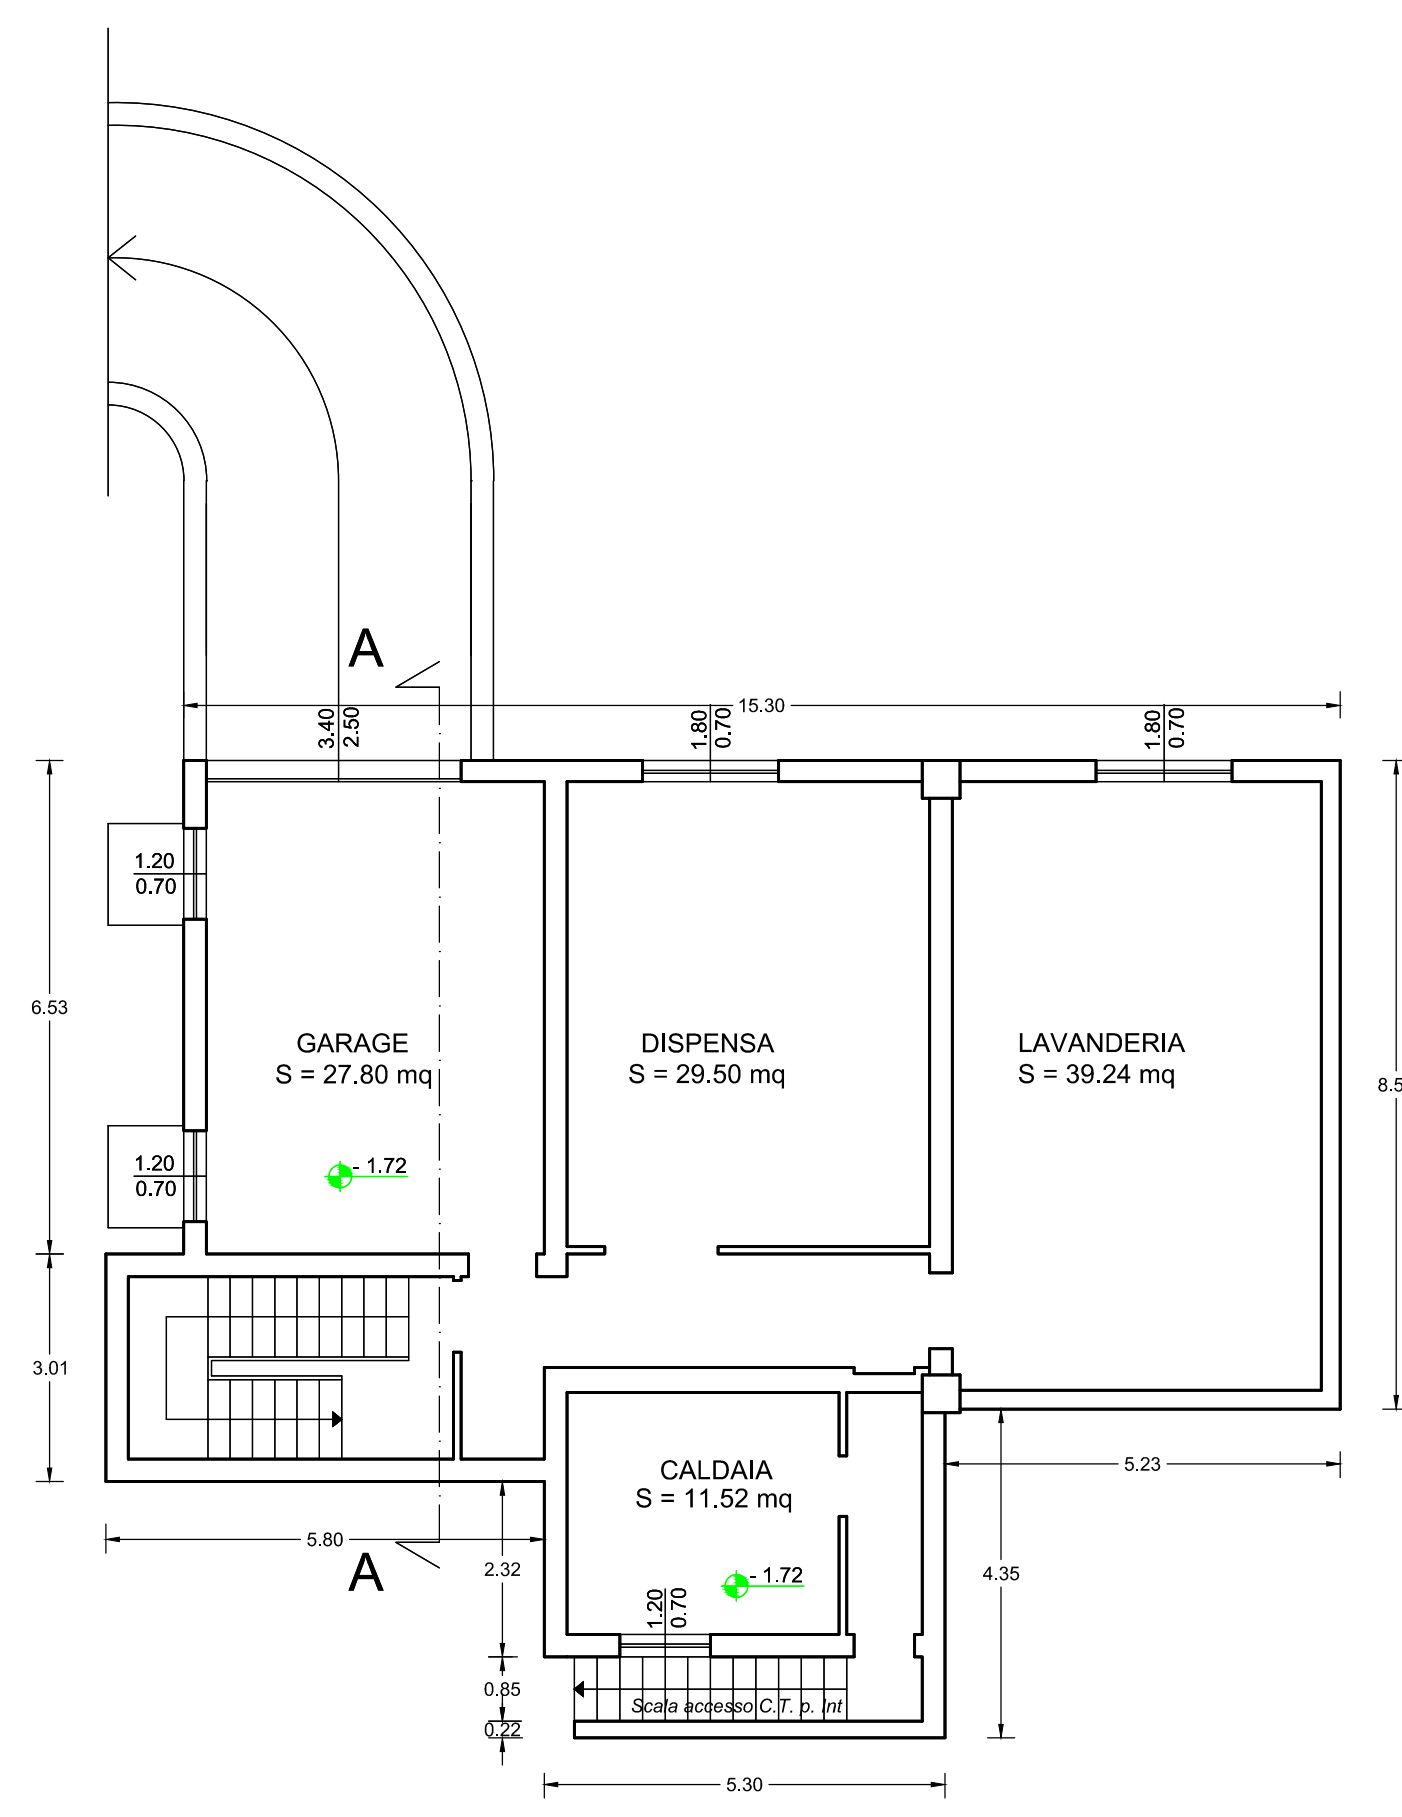 A
15.30
3.40
2.50
1.80
0.70
1.80
0.70
1.20
0.70
6.53
GARAGE
S = 27.80 mq
DISPENSA
S = 29.50 mq
LAVANDERIA
S = 39.24 mq
8.5
1.20
0.70
- 1.72
3.01
CALDAIA
S = 11.52 mq
5.23
5.80
A
2.32
- 1.72
4.35
1.20
0.70
0.85
Scala accesso C.T. p. Int
0.22
5.30